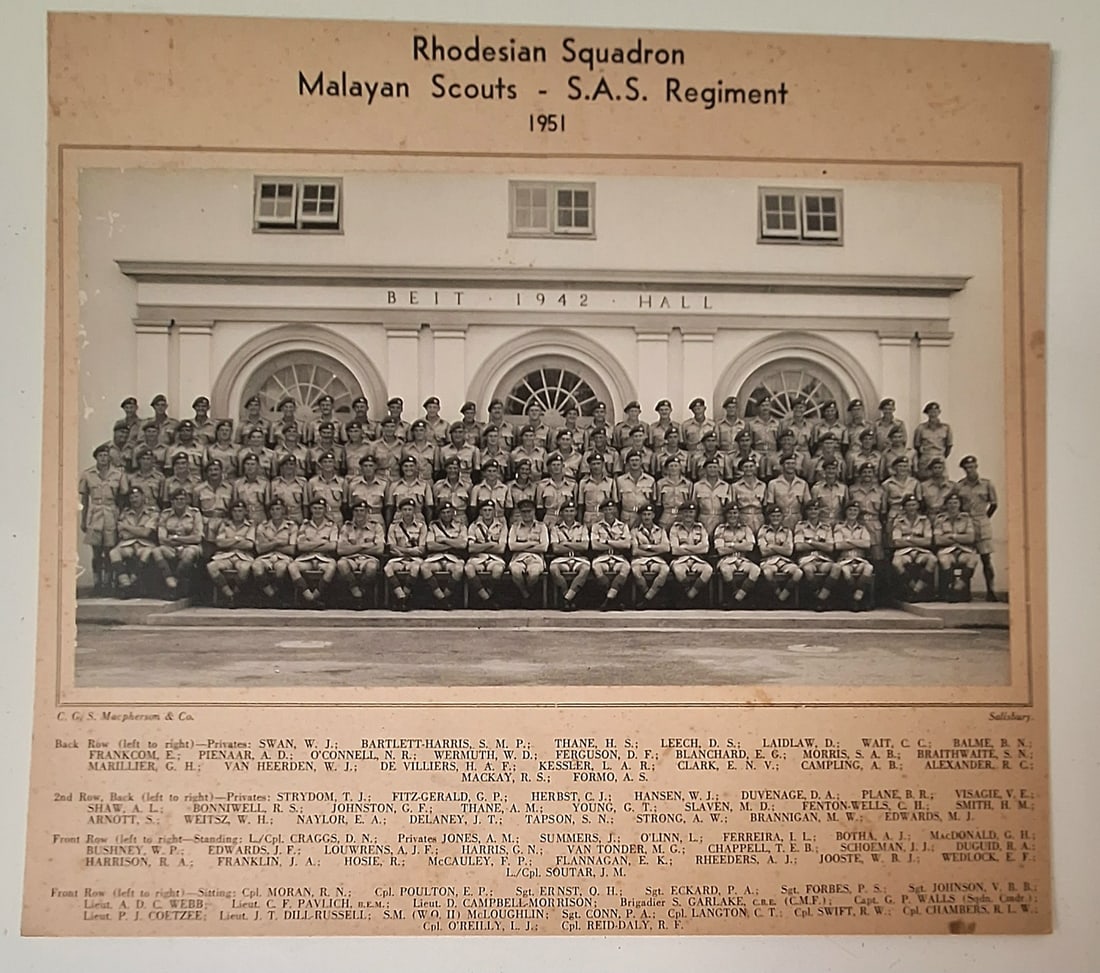 Rhodesian Squadron
Malayan Scouts - S.A.S. Regiment
1951
BEIT · 1942 · HALL
C. G. S. Macpherson & Co. Salisbury.
Back Row (left to right)—Privates: SWAN, W. J.; BARTLETT-HARRIS, S. M. P.; THANE, H. S.; LEECH, D. S.; LAIDLAW, D.; WAIT, C. C.; BALME, B. N.;
FRANKCOM, E.; PIENAAR, A. D.; O'CONNELL, N. R.; WERMUTH, W. D.; FERGUSON, D. F.; BLANCHARD, E. G.; MORRIS, S. A. B.; BRAITHWAITE, S. N.;
MARILLIER, G. H.; VAN HEERDEN, W. J.; DE VILLIERS, H. A. F.; KESSLER, L. A. R.; CLARK, E. N. V.; CAMPLING, A. B.; ALEXANDER, R. C.;
MACKAY, R. S.; FORMO, A. S.
2nd Row, Back (left to right)—Privates: STRYDOM, T. J.; FITZ-GERALD, G. P.; HERBST, C. J.; HANSEN, W. J.; DUVENAGE, D. A.; PLANE, B. R.; VISAGIE, V. E.;
SHAW, A. L.; BONNIWELL, R. S.; JOHNSTON, G. F.; THANE, A. M.; YOUNG, G. T.; SLAVEN, M. D.; FENTON-WELLS, C. H.; SMITH, H. M.;
ARNOTT, S.; WEITSZ, W. H.; NAYLOR, E. A.; DELANEY, J. T.; TAPSON, S. N.; STRONG, A. W.; BRANNIGAN, M. W.; EDWARDS, M. J.
Front Row (left to right—Standing: L/Cpl. CRAGGS, D. N.; Privates JONES, A. M.; SUMMERS, J.; O'LINN, L.; FERREIRA, I. L.; BOTHA, A. J.; MacDONALD, G. H.;
BUSHNEY, W. P.; EDWARDS, J. F.; LOUWRENS, A. J. F.; HARRIS, G. N.; VAN TONDER, M. G.; CHAPPELL, T. E. B.; SCHOEMAN, J. J.; DUGUID, R. A.;
HARRISON, R. A.; FRANKLIN, J. A.; HOSIE, R.; McCAULEY, F. P.; FLANNAGAN, E. K.; RHEEDERS, A. J.; JOOSTE, W. B. J.; WEDLOCK, E. F.;
L./Cpl. SOUTAR, J. M.
Front Row (left to right)—Sitting: Cpl. MORAN, R. N.; Cpl. POULTON, E. P.; Sgt. ERNST, O. H.; Sgt. ECKARD, P. A.; Sgt. FORBES, P. S.; Sgt. JOHNSON, V. B. B.;
Lieut. A. D. C. WEBB; Lieut. C. F. PAVLICH, B.E.M.; Lieut. D. CAMPBELL-MORRISON; Brigadier S. GARLAKE, C.B.E. (C.M.F.); Capt. G. P. WALLS (Sqdn. Cmdr.);
Lieut. P. J. COETZEE; Lieut. J. T. DILL-RUSSELL; S.M. (W.O. II) McLOUGHLIN; Sgt. CONN, P. A.; Cpl. LANGTON, C. T.; Cpl. SWIFT, R. W.; Cpl. CHAMBERS, R. L. W.;
Cpl. O'REILLY, L. J.; Cpl. REID-DALY, R. F.